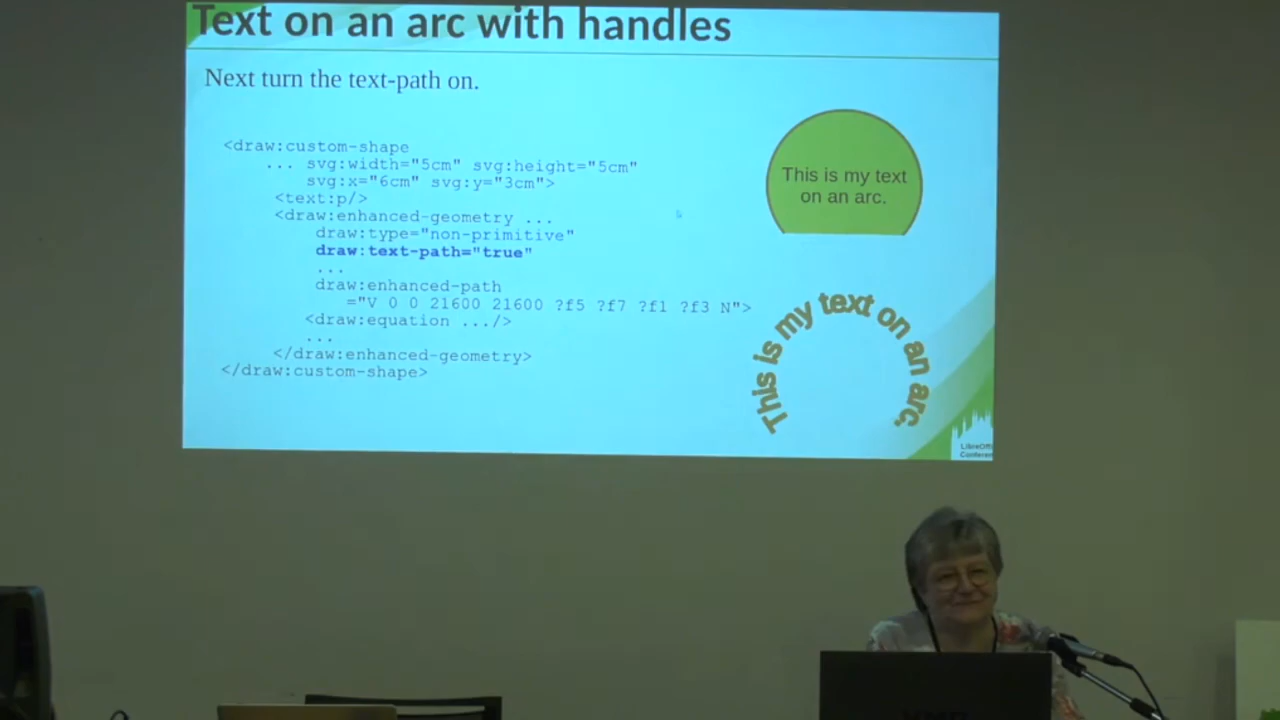 Text on an arc with handles
Next turn the text-path on.
<draw:custom-shape
... svg:width="5cm" svg:height="5cm"
svg:x="6cm" svg:y="3cm">
<text:p/>
<draw:enhanced-geometry ...
draw:type="non-primitive"
draw:text-path="true"
...
draw:enhanced-path
="V 0 0 21600 21600 ?f5 ?f7 ?f1 ?f3 N">
<draw:equation .../>
...
</draw:enhanced-geometry>
</draw:custom-shape>
This is my text
on an arc.
This is my text on an arc.